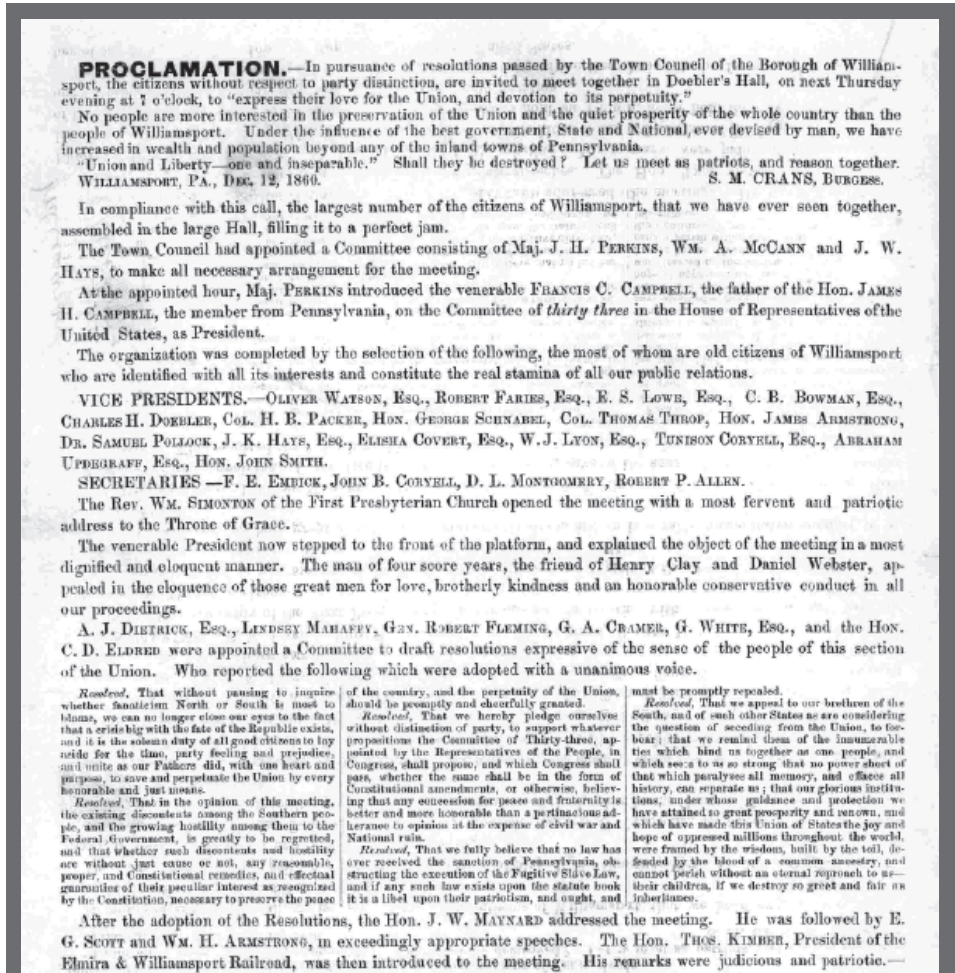 PROCLAMATION.—In pursuance of resolutions passed by the Town Council of the Borough of William-
sport, the citizens without respect to party distinction, are invited to meet together in Doebler's Hall, on next Thursday
evening at 7 o'clock, to "express their love for the Union, and devotion to its perpetuity."
No people are more interested in the preservation of the Union and the quiet prosperity of the whole country than the
people of Williamsport. Under the influence of the best government, State and National, ever devised by man, we have
increased in wealth and population beyond any of the inland towns of Pennsylvania.
"Union and Liberty—one and inseparable." Shall they be destroyed? Let us meet as patriots, and reason together.
WILLIAMSPORT, PA., DEC. 12, 1860. S. M. CRANS, BURGESS.
In compliance with this call, the largest number of the citizens of Williamsport, that we have ever seen together,
assembled in the large Hall, filling it to a perfect jam.
The Town Council had appointed a Committee consisting of Maj. J. H. PERKINS, WM. A. MCCANN and J. W.
HAYS, to make all necessary arrangement for the meeting.
At the appointed hour, Maj. PERKINS introduced the venerable FRANCIS C. CAMPBELL, the father of the Hon. JAMES
H. CAMPBELL, the member from Pennsylvania, on the Committee of thirty three in the House of Representatives of the
United States, as President.
The organization was completed by the selection of the following, the most of whom are old citizens of Williamsport
who are identified with all its interests and constitute the real stamina of all our public relations.
VICE PRESIDENTS.—OLIVER WATSON, ESQ., ROBERT FARIES, ESQ., E. S. LOWE, ESQ., C. B. BOWMAN, ESQ.,
CHARLES H. DOEBLER, COL. H. B. PACKER, HON. GEORGE SCHNABEL, COL. THOMAS THROP, HON. JAMES ARMSTRONG,
DR. SAMUEL POLLOCK, J. K. HAYS, ESQ., ELISHA COVERT, ESQ., W. J. LYON, ESQ., TUNISON CORYELL, ESQ., ABRAHAM
UPDEGRAFF, ESQ., HON. JOHN SMITH.
SECRETARIES —F. E. EMBICK, JOHN B. CORYELL, D. L. MONTGOMERY, ROBERT P. ALLEN.
The Rev. WM. SIMONTON of the First Presbyterian Church opened the meeting with a most fervent and patriotic
address to the Throne of Grace.
The venerable President now stepped to the front of the platform, and explained the object of the meeting in a most
dignified and eloquent manner. The man of four score years, the friend of Henry Clay and Daniel Webster, ap-
pealed in the eloquence of those great men for love, brotherly kindness and an honorable conservative conduct in all
our proceedings.
A. J. DIETRICK, ESQ., LINDSEY MAHAFFY, GEN. ROBERT FLEMING, G. A. CRAMER, G. WHITE, ESQ., and the HON.
C. D. ELDRED were appointed a Committee to draft resolutions expressive of the sense of the people of this section
of the Union. Who reported the following which were adopted with a unanimous voice.
Resolved, That without pausing to inquire
whether fanaticism North or South is most to
blame, we can no longer close our eyes to the fact
that a crisis big with the fate of the Republic exists,
and it is the solemn duty of all good citizens to lay
aside for the time, party feeling and prejudice,
and unite as our Fathers did, with one heart and
purpose, to save and perpetuate the Union by every
honorable and just means.
Resolved, That in the opinion of this meeting,
the existing discontents among the Southern peo-
ple, and the growing hostility among them to the
Federal Government, is greatly to be regretted,
and that whether such discontents and hostility
are without just cause or not, any reasonable,
proper, and Constitutional remedies, and effectual
guaranties of their peculiar interest as recognized
by the Constitution, necessary to preserve the peace
of the country, and the perpetuity of the Union,
should be promptly and cheerfully granted.
Resolved, That we hereby pledge ourselves
without distinction of party, to support whatever
propositions the Committee of Thirty-three, ap-
pointed by the Representatives of the People, in
Congress, shall propose, and which Congress shall
pass, whether the same shall be in the form of
Constitutional amendments, or otherwise, believ-
ing that any concession for peace and fraternity is
better and more honorable than a pertinacious ad-
herance to opinion at the expense of civil war and
National ruin.
Resolved, That we fully believe that no law has
ever received the sanction of Pennsylvania, ob-
structing the execution of the Fugitive Slave Law,
and if any such law exists upon the statute book
it is a libel upon their patriotism, and ought, and
must be promptly repealed.
Resolved, That we appeal to our brethren of the
South, and of such other States as are considering
the question of seceding from the Union, to for-
bear; that we remind them of the innumerable
ties which bind us together as one people, and
which seem to us so strong that no power short of
that which paralyses all memory, and effaces all
history, can separate us; that our glorious institu-
tions, under whose guidance and protection we
have attained so great prosperity and renown, and
which have made this Union of States the joy and
hope of oppressed millions throughout the world,
were framed by the wisdom, built by the toil, de-
fended by the blood of a common ancestry, and
cannot perish without an eternal reproach to us—
their children, if we destroy so great and fair an
inheritance.
After the adoption of the Resolutions, the Hon. J. W. MAYNARD addressed the meeting. He was followed by E.
G. SCOTT and WM. H. ARMSTRONG, in exceedingly appropriate speeches. The Hon. THOS. KIMBER, President of the
Elmira & Williamsport Railroad, was then introduced to the meeting. His remarks were judicious and patriotic.—